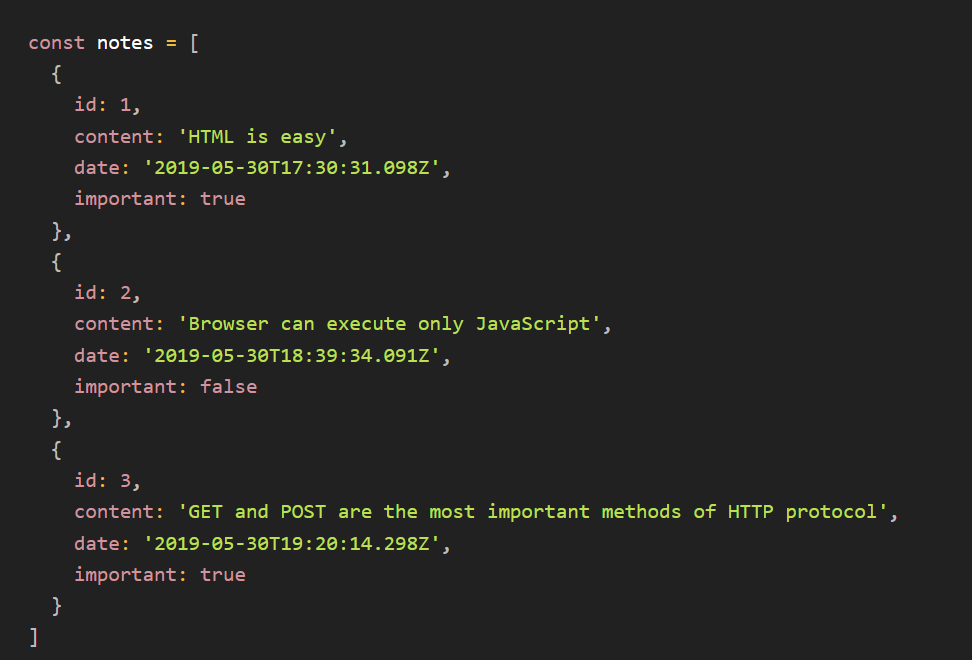 const notes = [
  {
    id: 1,
    content: 'HTML is easy',
    date: '2019-05-30T17:30:31.098Z',
    important: true
  },
  {
    id: 2,
    content: 'Browser can execute only JavaScript',
    date: '2019-05-30T18:39:34.091Z',
    important: false
  },
  {
    id: 3,
    content: 'GET and POST are the most important methods of HTTP protocol',
    date: '2019-05-30T19:20:14.298Z',
    important: true
  }
]